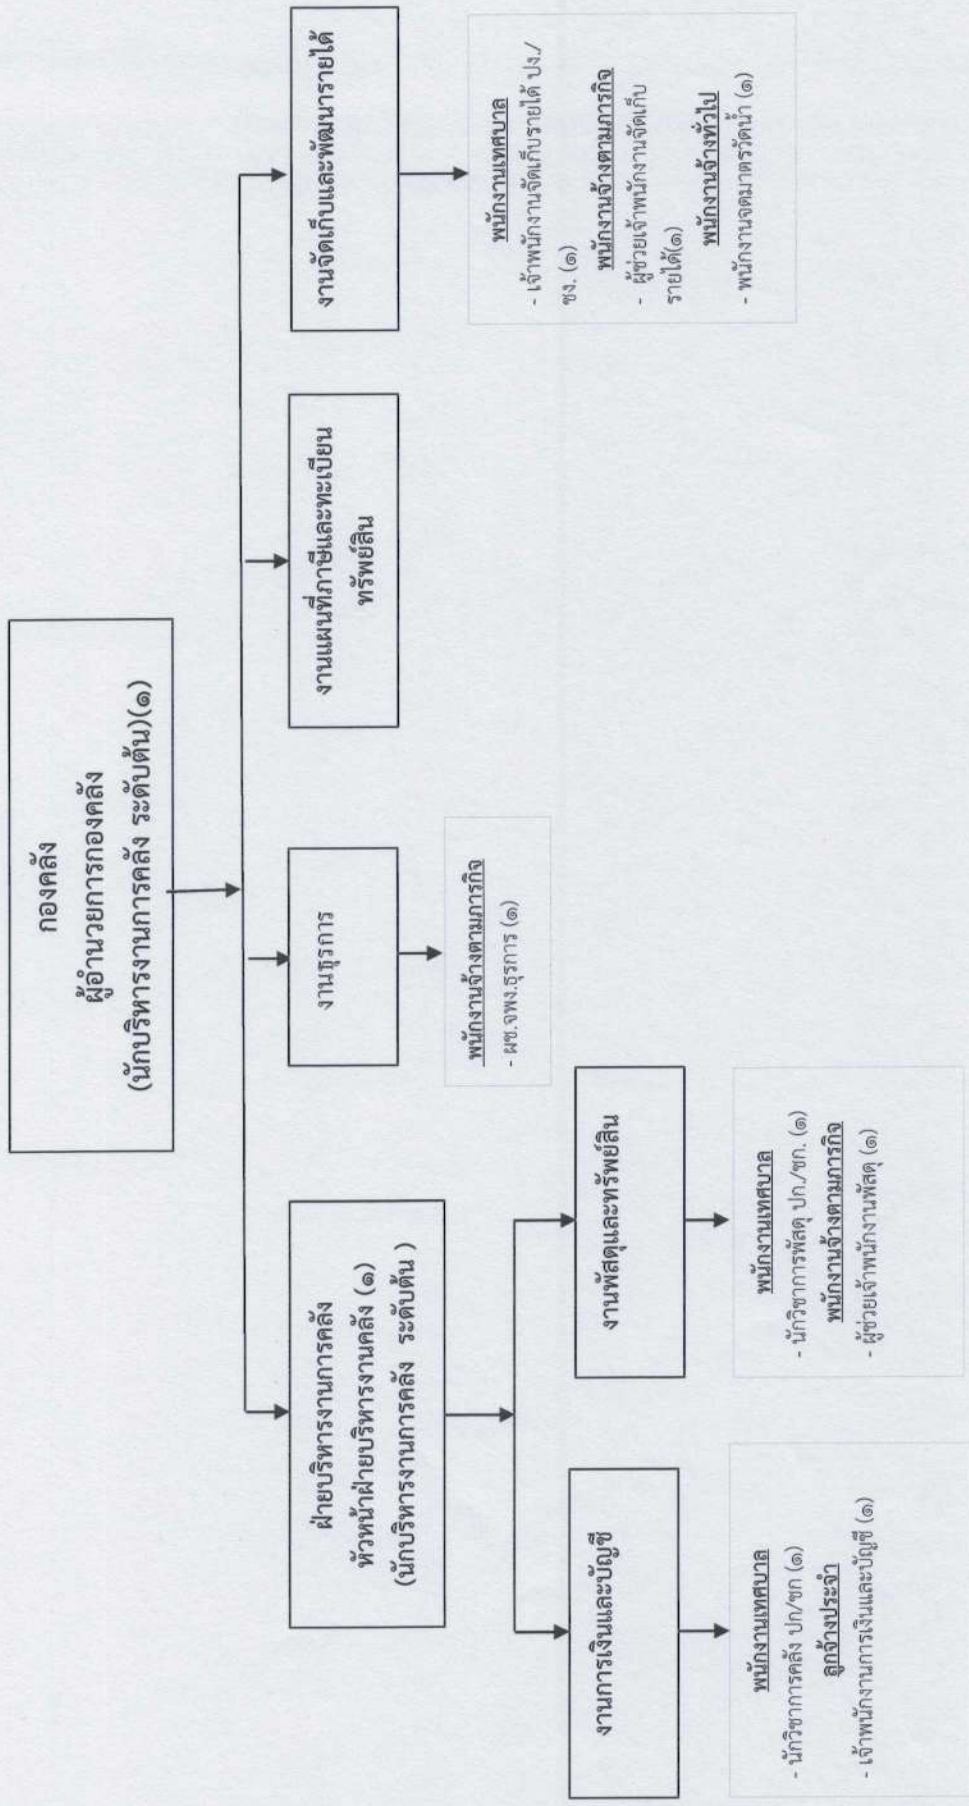 กองคลัง
ผู้อำนวยการกองคลัง
(นักบริหารงานการคลัง ระดับต้น)(๑)
ฝ่ายบริหารงานการคลัง
หัวหน้าฝ่ายบริหารงานคลัง (๑)
(นักบริหารงานการคลัง ระดับต้น )
งานธุรการ
งานแผนที่ภาษีและทะเบียน
ทรัพย์สิน
งานจัดเก็บและพัฒนารายได้
พนักงานจ้างตามภารกิจ
- ผช.จพง.ธุรการ (๑)
พนักงานเทศบาล
- เจ้าพนักงานจัดเก็บรายได้ ปง./
ชง. (๑)
พนักงานจ้างตามภารกิจ
- ผู้ช่วยเจ้าพนักงานจัดเก็บ
รายได้(๑)
พนักงานจ้างทั่วไป
- พนักงานจดมาตรวัดน้ำ (๑)
งานการเงินและบัญชี
งานพัสดุและทรัพย์สิน
พนักงานเทศบาล
- นักวิชาการคลัง ปก/ชก (๑)
ลูกจ้างประจำ
- เจ้าพนักงานการเงินและบัญชี (๑)
พนักงานเทศบาล
- นักวิชาการพัสดุ ปก./ชก. (๑)
พนักงานจ้างตามภารกิจ
- ผู้ช่วยเจ้าพนักงานพัสดุ (๑)